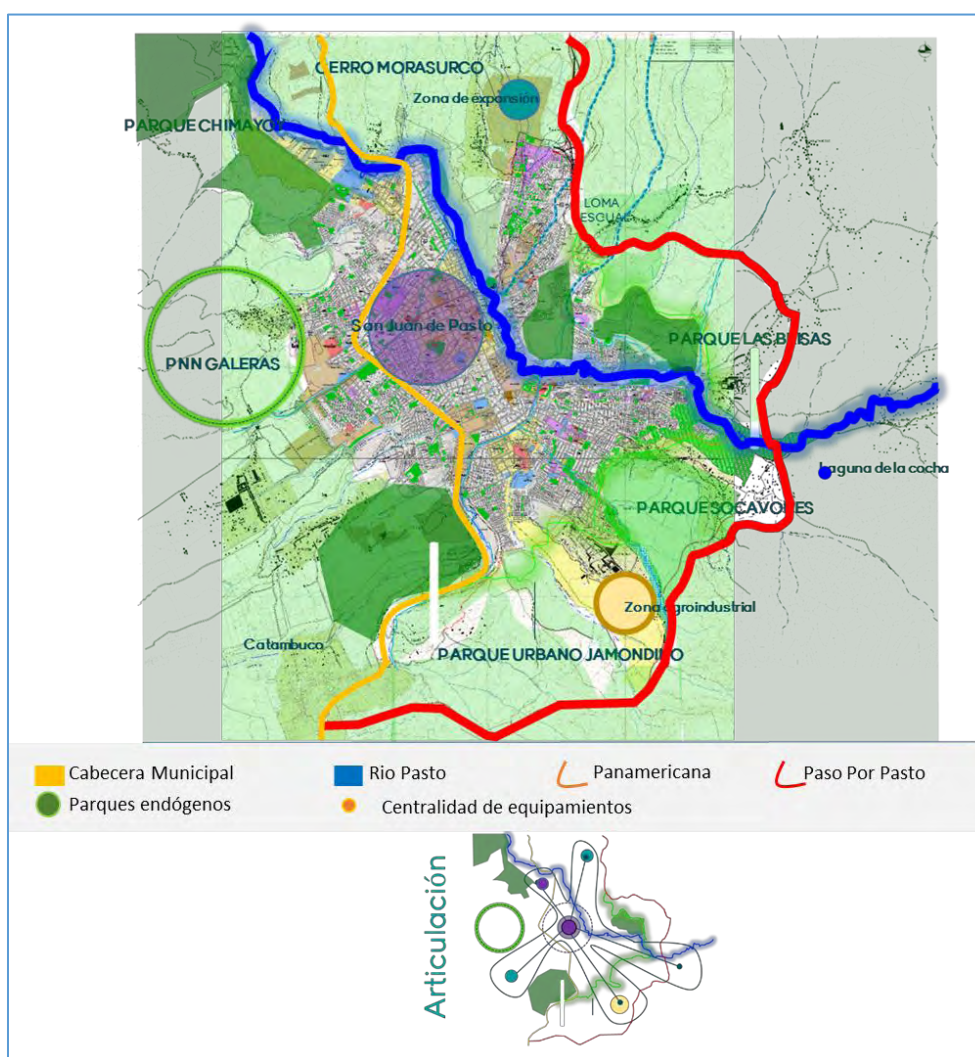 CERRO MORASURCO
Zona de expansión
PARQUE CHIMAYOY
LOMA
ESCUAL
San Juan de Pasto
PARQUE LAS BRISAS
PNN GALERAS
Laguna de la cocha
PARQUE SOCAVONES
Zona agroindustrial
Catambuco
PARQUE URBANO JAMONDINO
Cabecera Municipal
Rio Pasto
Panamericana
Paso Por Pasto
Parques endógenos
Centralidad de equipamientos
Articulación